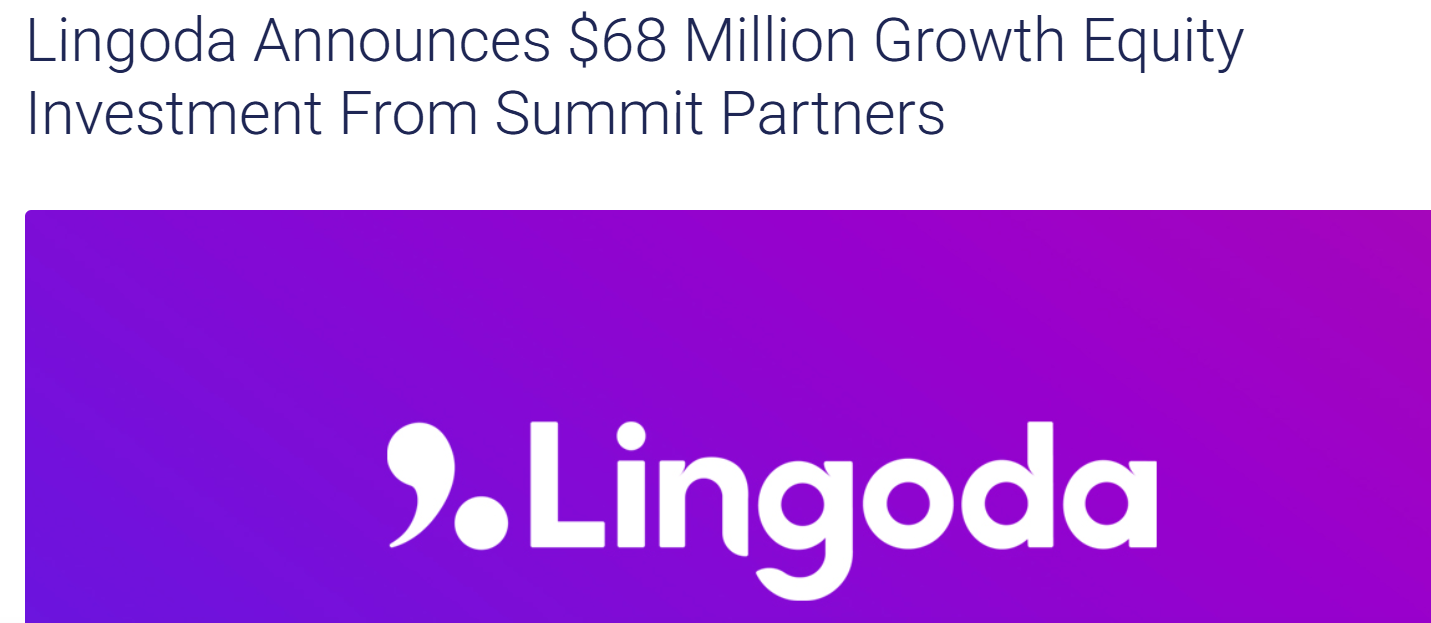 Lingoda Announces $68 Million Growth Equity
Investment From Summit Partners
Lingoda